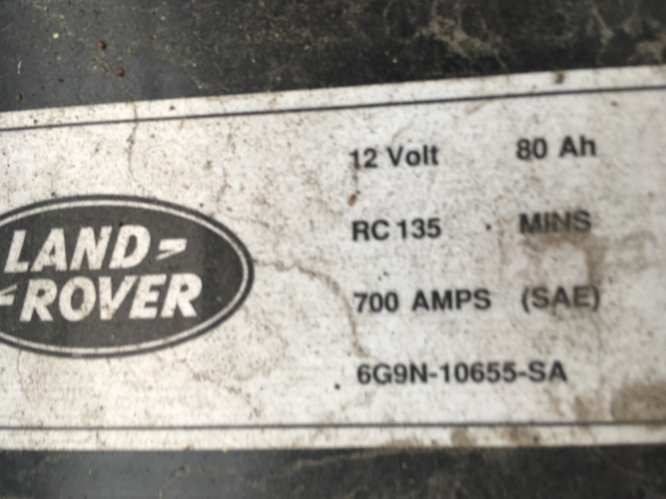 LAND-
-ROVER
12 Volt 80 Ah
RC 135 MINS
700 AMPS (SAE)
6G9N-10655-SA